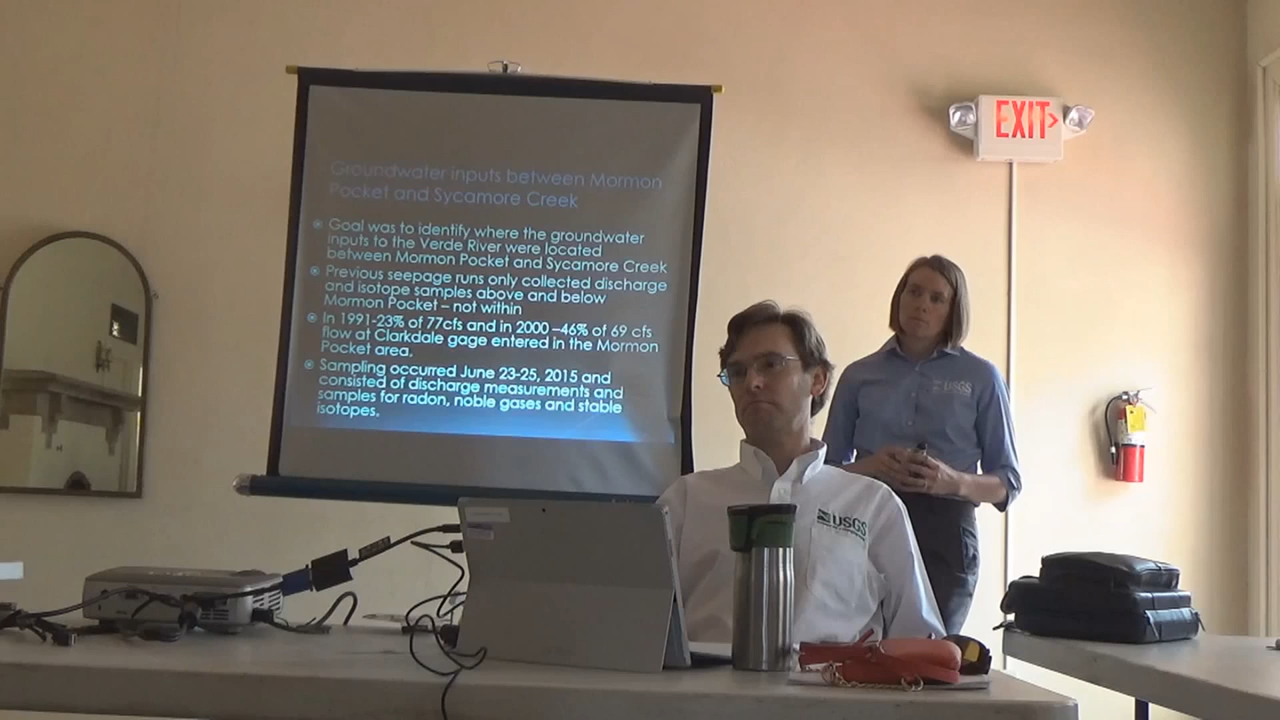 Groundwater inputs between Mormon
Pocket and Sycamore Creek
Goal was to identify where the groundwater
inputs to the Verde River were located
between Mormon Pocket and Sycamore Creek
Previous seepage runs only collected discharge
and isotope samples above and below
Mormon Pocket – not within
In 1991-23% of 77cfs and in 2000 –46% of 69 cfs
flow at Clarkdale gage entered in the Mormon
Pocket area.
Sampling occurred June 23-25, 2015 and
consisted of discharge measurements and
samples for radon, noble gases and stable
isotopes.
EXIT
USGS
USGS